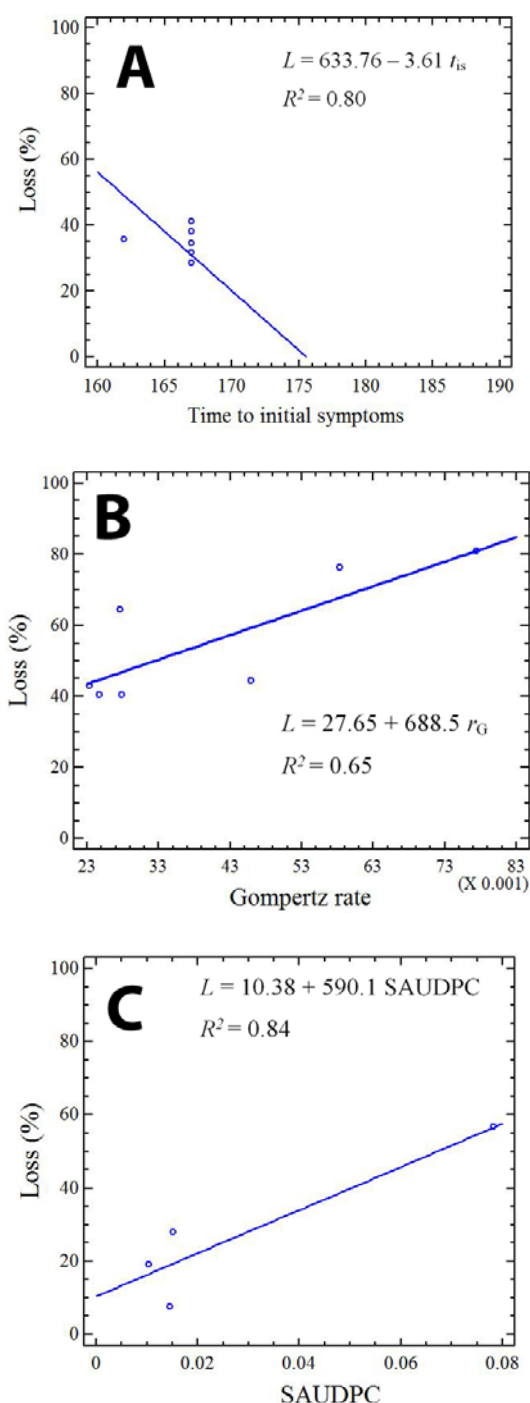 A
L = 633.76 – 3.61 tis
R² = 0.80
100
80
60
40
20
0
Loss (%)
160 165 170 175 180 185 190
Time to initial symptoms
B
100
80
60
40
20
0
Loss (%)
L = 27.65 + 688.5 rG
R² = 0.65
23 33 43 53 63 73 83
(X 0.001)
Gompertz rate
C
L = 10.38 + 590.1 SAUDPC
R² = 0.84
100
80
60
40
20
0
Loss (%)
0 0.02 0.04 0.06 0.08
SAUDPC